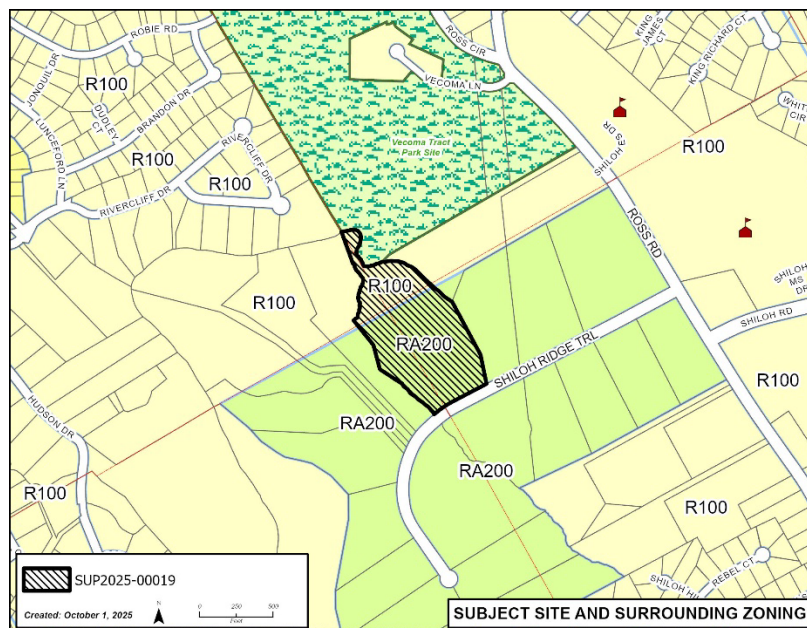 ROBIE RD
ROSS CIR
KING
JAMES
CT
KING RICHARD CT
JONQUIL DR
R100
VECOMA LN
DUDLEY
CT
BRANDON DR
LUNCEFORD LN
RIVERCLIFF DR
Vecoma Tract
Park Site
SHILOH ES DR
R100
R100
R100
RIVERCLIFF DR
ROSS RD
SHILOH
MS
DR
R100
R100
SHILOH RD
RA200
SHILOH RIDGE TRL
R100
HUDSON DR
RA200
RA200
R100
R100
REBEL CT
SUP2025-00019
Created: October 1, 2025
N
0 250 500
Feet
SUBJECT SITE AND SURROUNDING ZONING